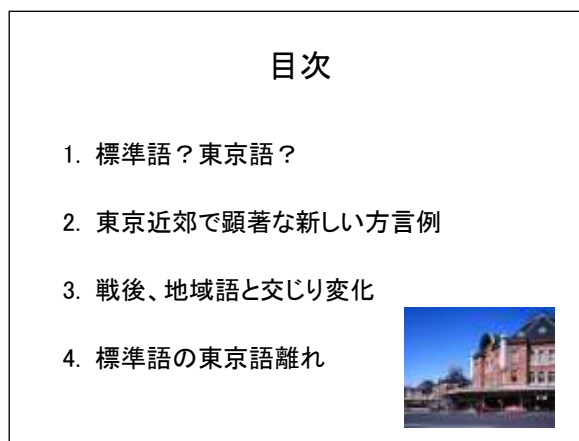 目次
1. 標準語？東京語？
2. 東京近郊で顕著な新しい方言例
3. 戦後、地域語と交じり変化
4. 標準語の東京語離れ